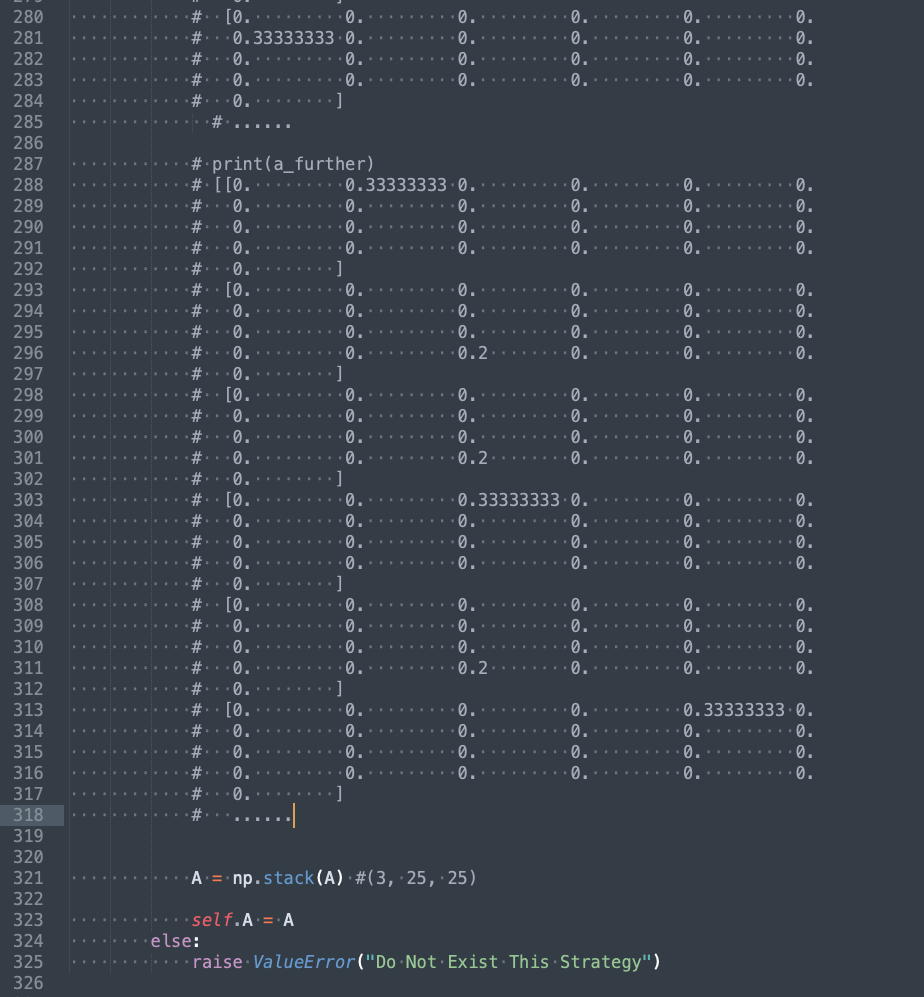 280 #  [0.         0.         0.         0.         0.         0.
281 #   0.33333333 0.         0.         0.         0.         0.
282 #   0.         0.         0.         0.         0.         0.
283 #   0.         0.         0.         0.         0.         0.
284 #   0.        ]
285   # ......
286
287 # print(a_further)
288 # [[0.         0.33333333 0.         0.         0.         0.
289 #   0.         0.         0.         0.         0.         0.
290 #   0.         0.         0.         0.         0.         0.
291 #   0.         0.         0.         0.         0.         0.
292 #   0.        ]
293 #  [0.         0.         0.         0.         0.         0.
294 #   0.         0.         0.         0.         0.         0.
295 #   0.         0.         0.         0.         0.         0.
296 #   0.         0.         0.2        0.         0.         0.
297 #   0.        ]
298 #  [0.         0.         0.         0.         0.         0.
299 #   0.         0.         0.         0.         0.         0.
300 #   0.         0.         0.         0.         0.         0.
301 #   0.         0.         0.2        0.         0.         0.
302 #   0.        ]
303 #  [0.         0.         0.33333333 0.         0.         0.
304 #   0.         0.         0.         0.         0.         0.
305 #   0.         0.         0.         0.         0.         0.
306 #   0.         0.         0.         0.         0.         0.
307 #   0.        ]
308 #  [0.         0.         0.         0.         0.         0.
309 #   0.         0.         0.         0.         0.         0.
310 #   0.         0.         0.         0.         0.         0.
311 #   0.         0.         0.2        0.         0.         0.
312 #   0.        ]
313 #  [0.         0.         0.         0.         0.33333333 0.
314 #   0.         0.         0.         0.         0.         0.
315 #   0.         0.         0.         0.         0.         0.
316 #   0.         0.         0.         0.         0.         0.
317 #   0.        ]
318 #   ......
319
320
321 A = np.stack(A) #(3, 25, 25)
322
323 self.A = A
324 else:
325 raise ValueError("Do Not Exist This Strategy")
326